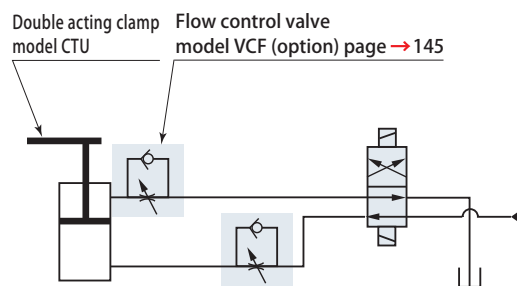 Double acting clamp
model CTU
Flow control valve
model VCF (option) page → 145